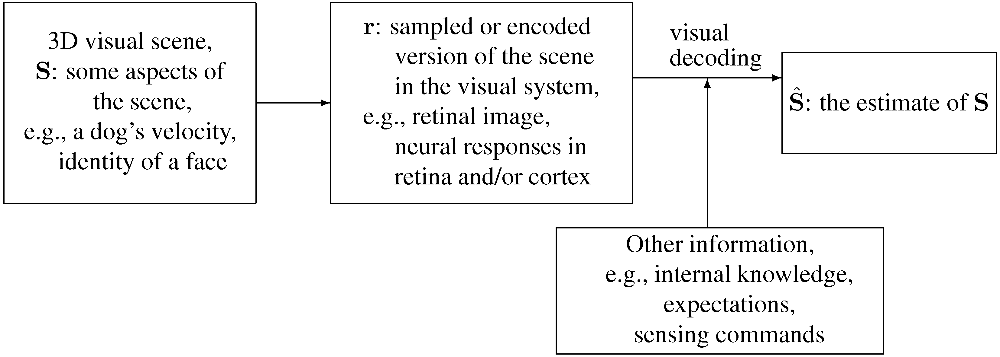 3D visual scene,
S: some aspects of
the scene,
e.g., a dog's velocity,
identity of a face
r: sampled or encoded
version of the scene
in the visual system,
e.g., retinal image,
neural responses in
retina and/or cortex
visual
decoding
Ŝ: the estimate of S
Other information,
e.g., internal knowledge,
expectations,
sensing commands